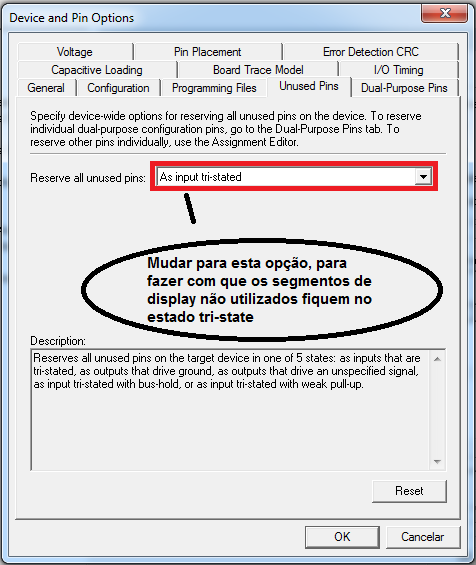 Device and Pin Options
Voltage
Pin Placement
Error Detection CRC
Capacitive Loading
Board Trace Model
I/O Timing
General
Configuration
Programming Files
Unused Pins
Dual-Purpose Pins
Specify device-wide options for reserving all unused pins on the device. To reserve
individual dual-purpose configuration pins, go to the Dual-Purpose Pins tab. To
reserve other pins individually, use the Assignment Editor.
Reserve all unused pins:
As input tri-stated
Mudar para esta opção, para
fazer com que os segmentos de
display não utilizados fiquem no
estado tri-state
Description:
Reserves all unused pins on the target device in one of 5 states: as inputs that are
tri-stated, as outputs that drive ground, as outputs that drive an unspecified signal,
as input tri-stated with bus-hold, or as input tri-stated with weak pull-up.
Reset
OK
Cancelar